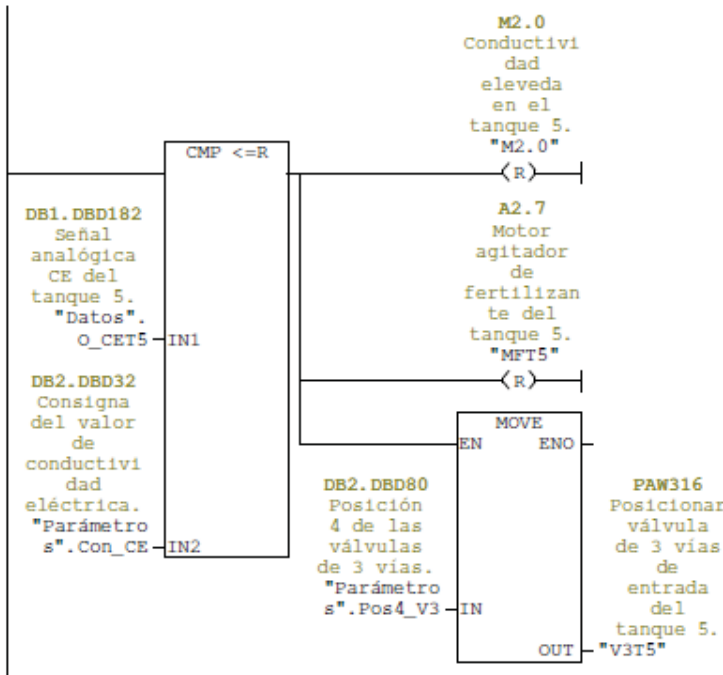 M2.0
Conductivi
dad
eleveda
en el
tanque 5.
"M2.0"
(R)
CMP <=R
DB1.DBD182
Señal
analógica
CE del
tanque 5.
"Datos".
O_CET5
IN1
A2.7
Motor
agitador
de
fertilizan
te del
tanque 5.
"MFT5"
(R)
DB2.DBD32
Consigna
del valor
de
conductivi
dad
eléctrica.
"Parámetro
s".Con_CE
IN2
MOVE
EN ENO
DB2.DBD80
Posición
4 de las
válvulas
de 3 vías.
"Parámetro
s".Pos4_V3
IN
PAW316
Posicionar
válvula
de 3 vías
de
entrada
del
tanque 5.
OUT
"V3T5"